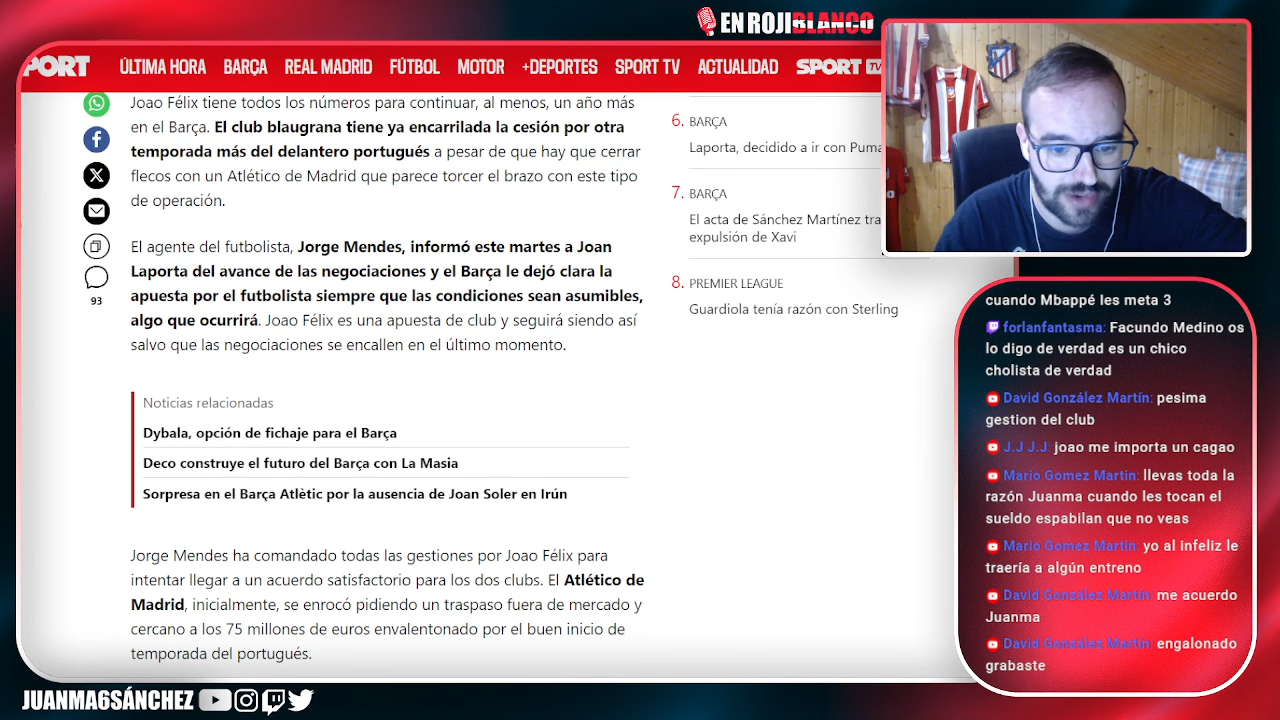 EN ROJIBLANCO
PORT ÚLTIMA HORA BARÇA REAL MADRID FÚTBOL MOTOR +DEPORTES SPORT TV ACTUALIDAD SPORT TV
Joao Félix tiene todos los números para continuar, al menos, un año más
en el Barça. El club blaugrana tiene ya encarrilada la cesión por otra
temporada más del delantero portugués a pesar de que hay que cerrar
flecos con un Atlético de Madrid que parece torcer el brazo con este tipo
de operación.
93
El agente del futbolista, Jorge Mendes, informó este martes a Joan
Laporta del avance de las negociaciones y el Barça le dejó clara la
apuesta por el futbolista siempre que las condiciones sean asumibles,
algo que ocurrirá. Joao Félix es una apuesta de club y seguirá siendo así
salvo que las negociaciones se encallen en el último momento.
Noticias relacionadas
Dybala, opción de fichaje para el Barça
Deco construye el futuro del Barça con La Masia
Sorpresa en el Barça Atlètic por la ausencia de Joan Soler en Irún
Jorge Mendes ha comandado todas las gestiones por Joao Félix para
intentar llegar a un acuerdo satisfactorio para los dos clubs. El Atlético de
Madrid, inicialmente, se enrocó pidiendo un traspaso fuera de mercado y
cercano a los 75 millones de euros envalentonado por el buen inicio de
temporada del portugués.
6. BARÇA
Laporta, decidido a ir con Puma
7. BARÇA
El acta de Sánchez Martínez tra
expulsión de Xavi
8. PREMIER LEAGUE
Guardiola tenía razón con Sterling
cuando Mbappé les meta 3
forlanfantasma: Facundo Medino os
lo digo de verdad es un chico
cholista de verdad
David González Martín: pesima
gestion del club
J.J J.J: joao me importa un cagao
Mario Gomez Martin: llevas toda la
razón Juanma cuando les tocan el
sueldo espabilan que no veas
Mario Gomez Martin: yo al infeliz le
traería a algún entreno
David González Martín: me acuerdo
Juanma
David González Martín: engalonado
grabaste
JUANMA6SÁNCHEZ